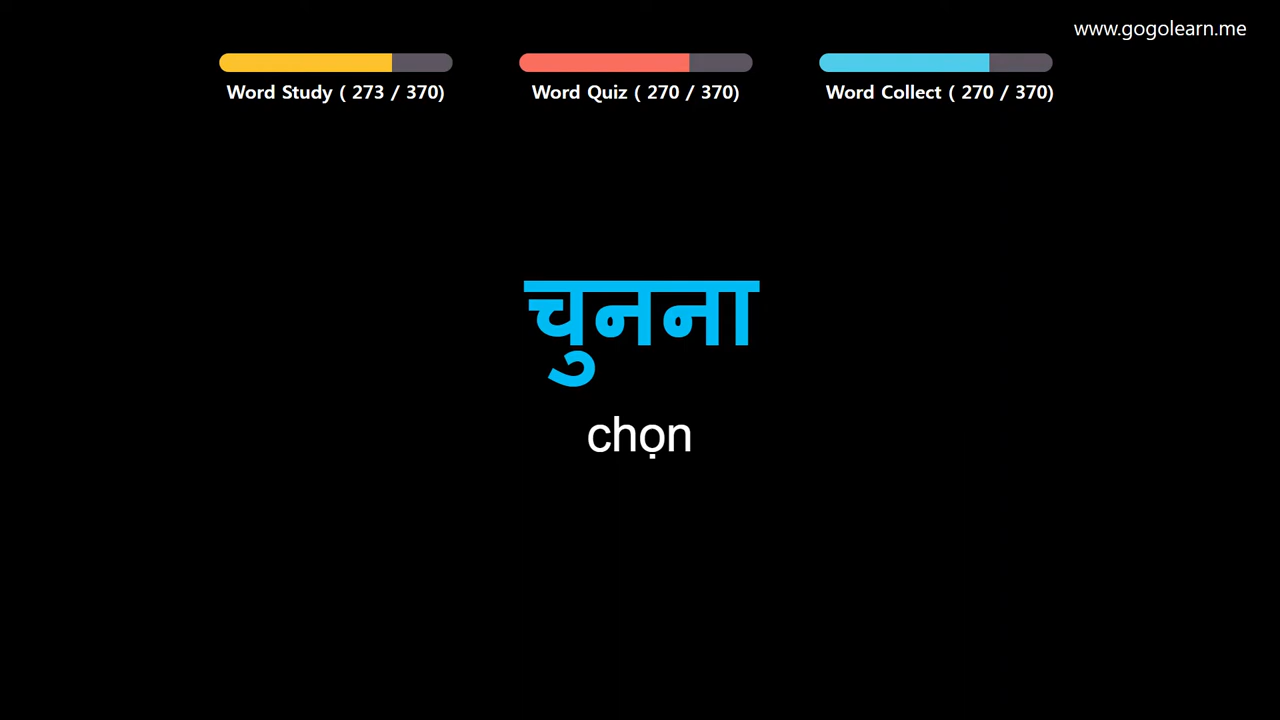 www.gogolearn.me
Word Study ( 273 / 370)
Word Quiz ( 270 / 370)
Word Collect ( 270 / 370)
चुनना
chọn